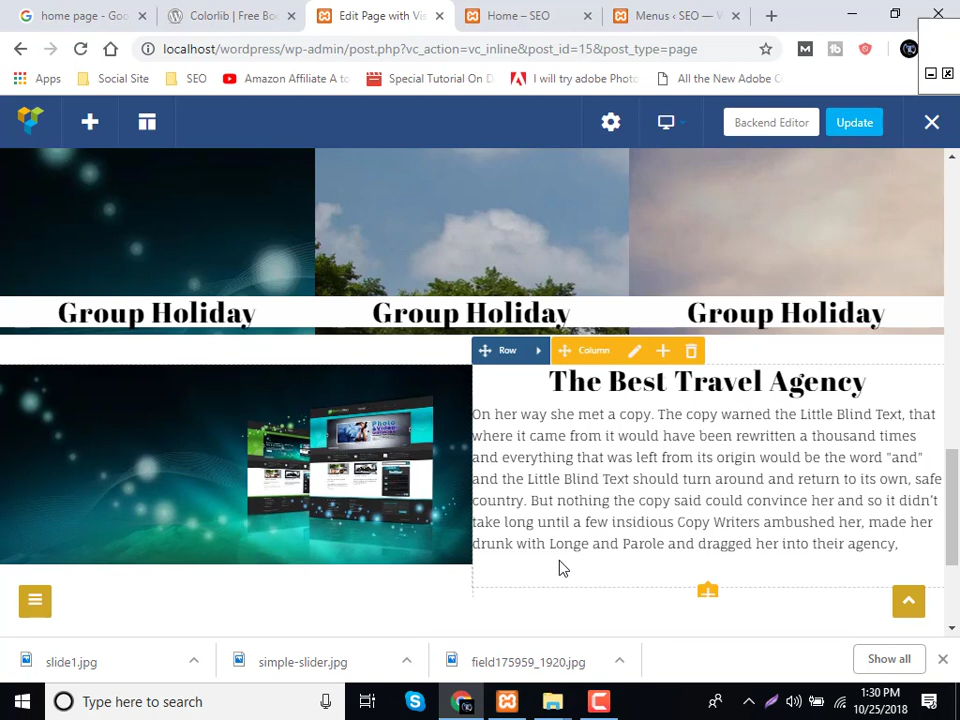 home page - Goo
Colorlib | Free Boo
Edit Page with Vis
Home – SEO
Menus ‹ SEO — W
localhost/wordpress/wp-admin/post.php?vc_action=vc_inline&post_id=15&post_type=page
Apps
Social Site
SEO
Amazon Affiliate A to
Special Tutorial On D
I will try adobe Photo
All the New Adobe C
Backend Editor
Update
Group Holiday
Group Holiday
Group Holiday
Row
Column
The Best Travel Agency
On her way she met a copy. The copy warned the Little Blind Text, that
where it came from it would have been rewritten a thousand times
and everything that was left from its origin would be the word "and"
and the Little Blind Text should turn around and return to its own, safe
country. But nothing the copy said could convince her and so it didn't
take long until a few insidious Copy Writers ambushed her, made her
drunk with Longe and Parole and dragged her into their agency,
slide1.jpg
simple-slider.jpg
field175959_1920.jpg
Show all
Type here to search
1:30 PM
10/25/2018